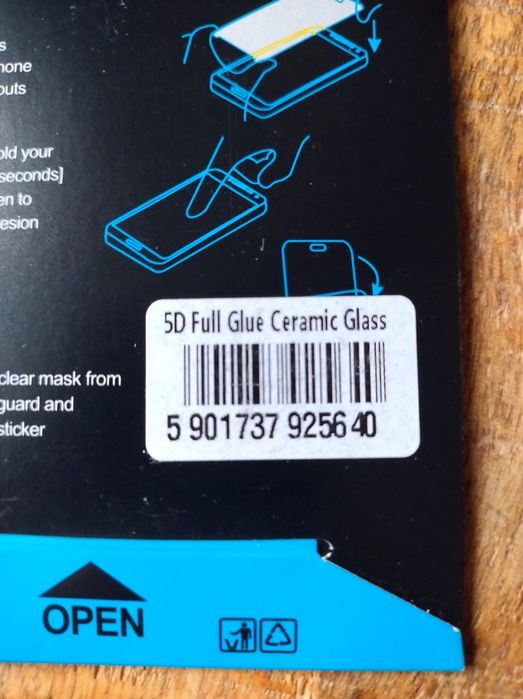 s
hone
outs
old your
seconds]
en to
esion
5D Full Glue Ceramic Glass
5 901737 925640
clear mask from
guard and
sticker
OPEN